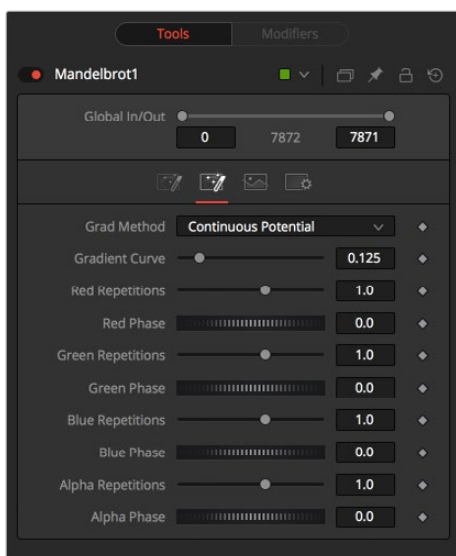 Tools Modifiers
Mandelbrot1
Global In/Out
0 7872 7871
Grad Method Continuous Potential
Gradient Curve 0.125
Red Repetitions 1.0
Red Phase 0.0
Green Repetitions 1.0
Green Phase 0.0
Blue Repetitions 1.0
Blue Phase 0.0
Alpha Repetitions 1.0
Alpha Phase 0.0